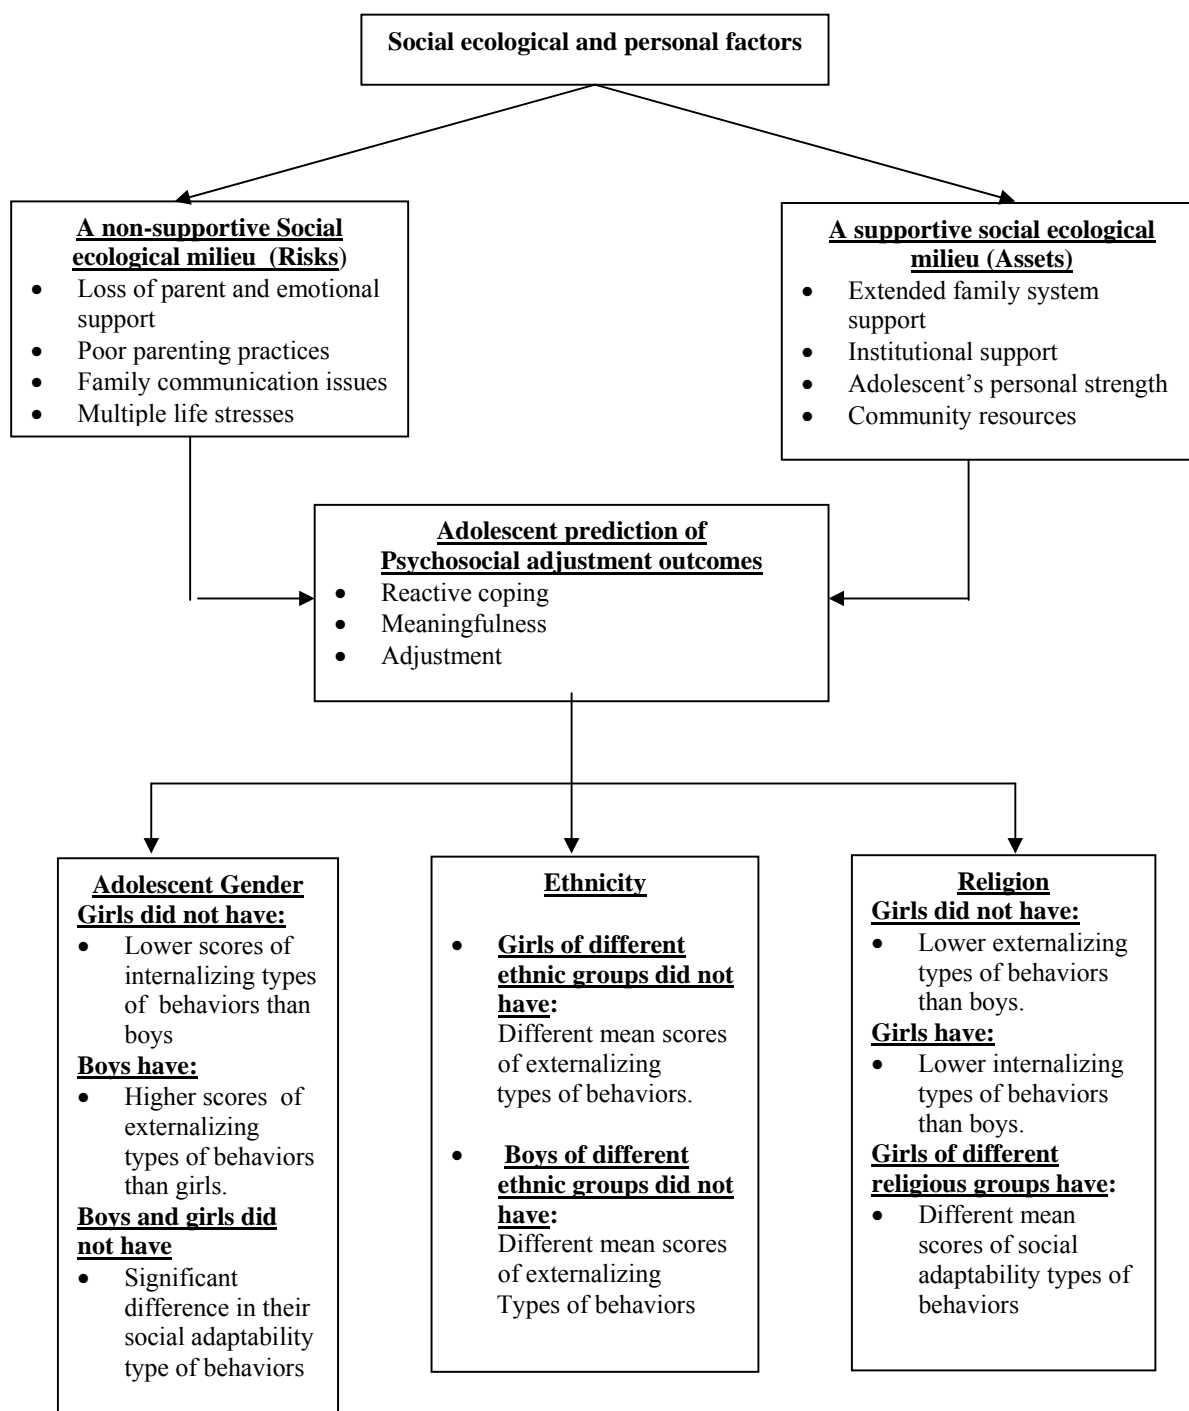 Social ecological and personal factors
A non-supportive Social
ecological milieu (Risks)
• Loss of parent and emotional
support
• Poor parenting practices
• Family communication issues
• Multiple life stresses
A supportive social ecological
milieu (Assets)
• Extended family system
support
• Institutional support
• Adolescent’s personal strength
• Community resources
Adolescent prediction of
Psychosocial adjustment outcomes
• Reactive coping
• Meaningfulness
• Adjustment
Adolescent Gender
Girls did not have:
• Lower scores of
internalizing types
of behaviors than
boys
Boys have:
• Higher scores of
externalizing
types of behaviors
than girls.
Boys and girls did
not have
• Significant
difference in their
social adaptability
type of behaviors
Ethnicity
• Girls of different
ethnic groups did not
have:
Different mean scores
of externalizing
types of behaviors.
• Boys of different
ethnic groups did not
have:
Different mean scores
of externalizing
Types of behaviors
Religion
Girls did not have:
• Lower externalizing
types of behaviors
than boys.
Girls have:
• Lower internalizing
types of behaviors
than boys.
Girls of different
religious groups have:
• Different mean
scores of social
adaptability types of
behaviors